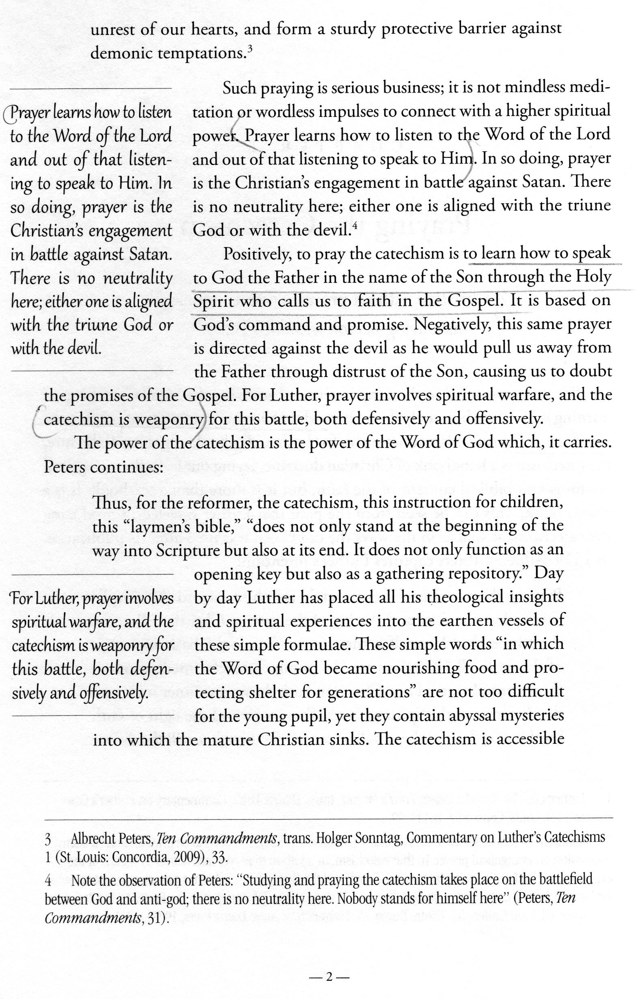 unrest of our hearts, and form a sturdy protective barrier against
demonic temptations.³
Such praying is serious business; it is not mindless medi-
tation or wordless impulses to connect with a higher spiritual
power. Prayer learns how to listen to the Word of the Lord
and out of that listening to speak to Him. In so doing, prayer
is the Christian's engagement in battle against Satan. There
is no neutrality here; either one is aligned with the triune
God or with the devil.⁴
Prayer learns how to listen
to the Word of the Lord
and out of that listen-
ing to speak to Him. In
so doing, prayer is the
Christian's engagement
in battle against Satan.
There is no neutrality
here; either one is aligned
with the triune God or
with the devil.
Positively, to pray the catechism is to learn how to speak
to God the Father in the name of the Son through the Holy
Spirit who calls us to faith in the Gospel. It is based on
God's command and promise. Negatively, this same prayer
is directed against the devil as he would pull us away from
the Father through distrust of the Son, causing us to doubt
the promises of the Gospel. For Luther, prayer involves spiritual warfare, and the
catechism is weaponry for this battle, both defensively and offensively.
The power of the catechism is the power of the Word of God which, it carries.
Peters continues:
Thus, for the reformer, the catechism, this instruction for children,
this “laymen's bible,” “does not only stand at the beginning of the
way into Scripture but also at its end. It does not only function as an
opening key but also as a gathering repository.” Day
by day Luther has placed all his theological insights
and spiritual experiences into the earthen vessels of
these simple formulae. These simple words “in which
the Word of God became nourishing food and pro-
tecting shelter for generations” are not too difficult
for the young pupil, yet they contain abyssal mysteries
into which the mature Christian sinks. The catechism is accessible
For Luther, prayer involves
spiritual warfare, and the
catechism is weaponry for
this battle, both defen-
sively and offensively.
3 Albrecht Peters, Ten Commandments, trans. Holger Sonntag, Commentary on Luther's Catechisms
1 (St. Louis: Concordia, 2009), 33.
4 Note the observation of Peters: “Studying and praying the catechism takes place on the battlefield
between God and anti-god; there is no neutrality here. Nobody stands for himself here” (Peters, Ten
Commandments, 31).
— 2 —